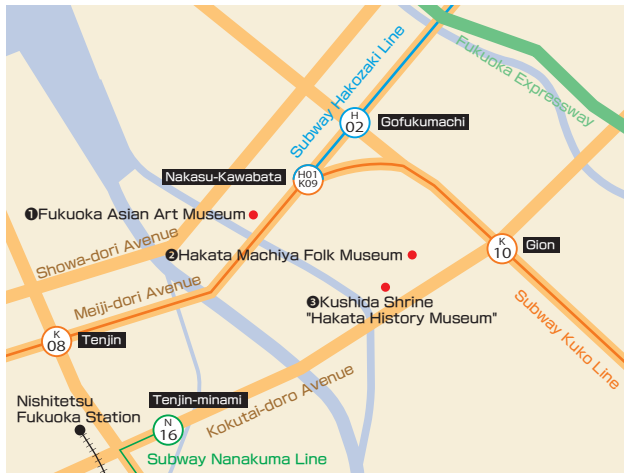 Fukuoka Expressway
Subway Hakozaki Line
H
02
Gofukumachi
Nakasu-Kawabata
H01
K09
❶Fukuoka Asian Art Museum
Showa-dori Avenue
❷Hakata Machiya Folk Museum
K
10
Gion
Meiji-dori Avenue
❸Kushida Shrine
"Hakata History Museum"
Subway Kuko Line
K
08
Tenjin
Nishitetsu
Fukuoka Station
Tenjin-minami
Kokutai-doro Avenue
N
16
Subway Nanakuma Line